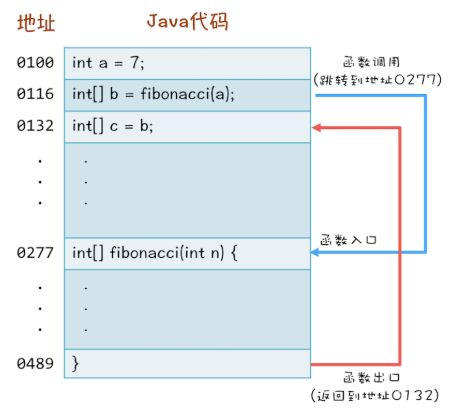 地址 Java代码
0100 int a = 7;
函数调用
(跳转到地址0277)
0116 int[] b = fibonacci(a);
0132 int[] c = b;
. .
. .
. .
函数入口
0277 int[] fibonacci(int n) {
. .
. .
. .
0489 }
函数出口
(返回到地址0132)